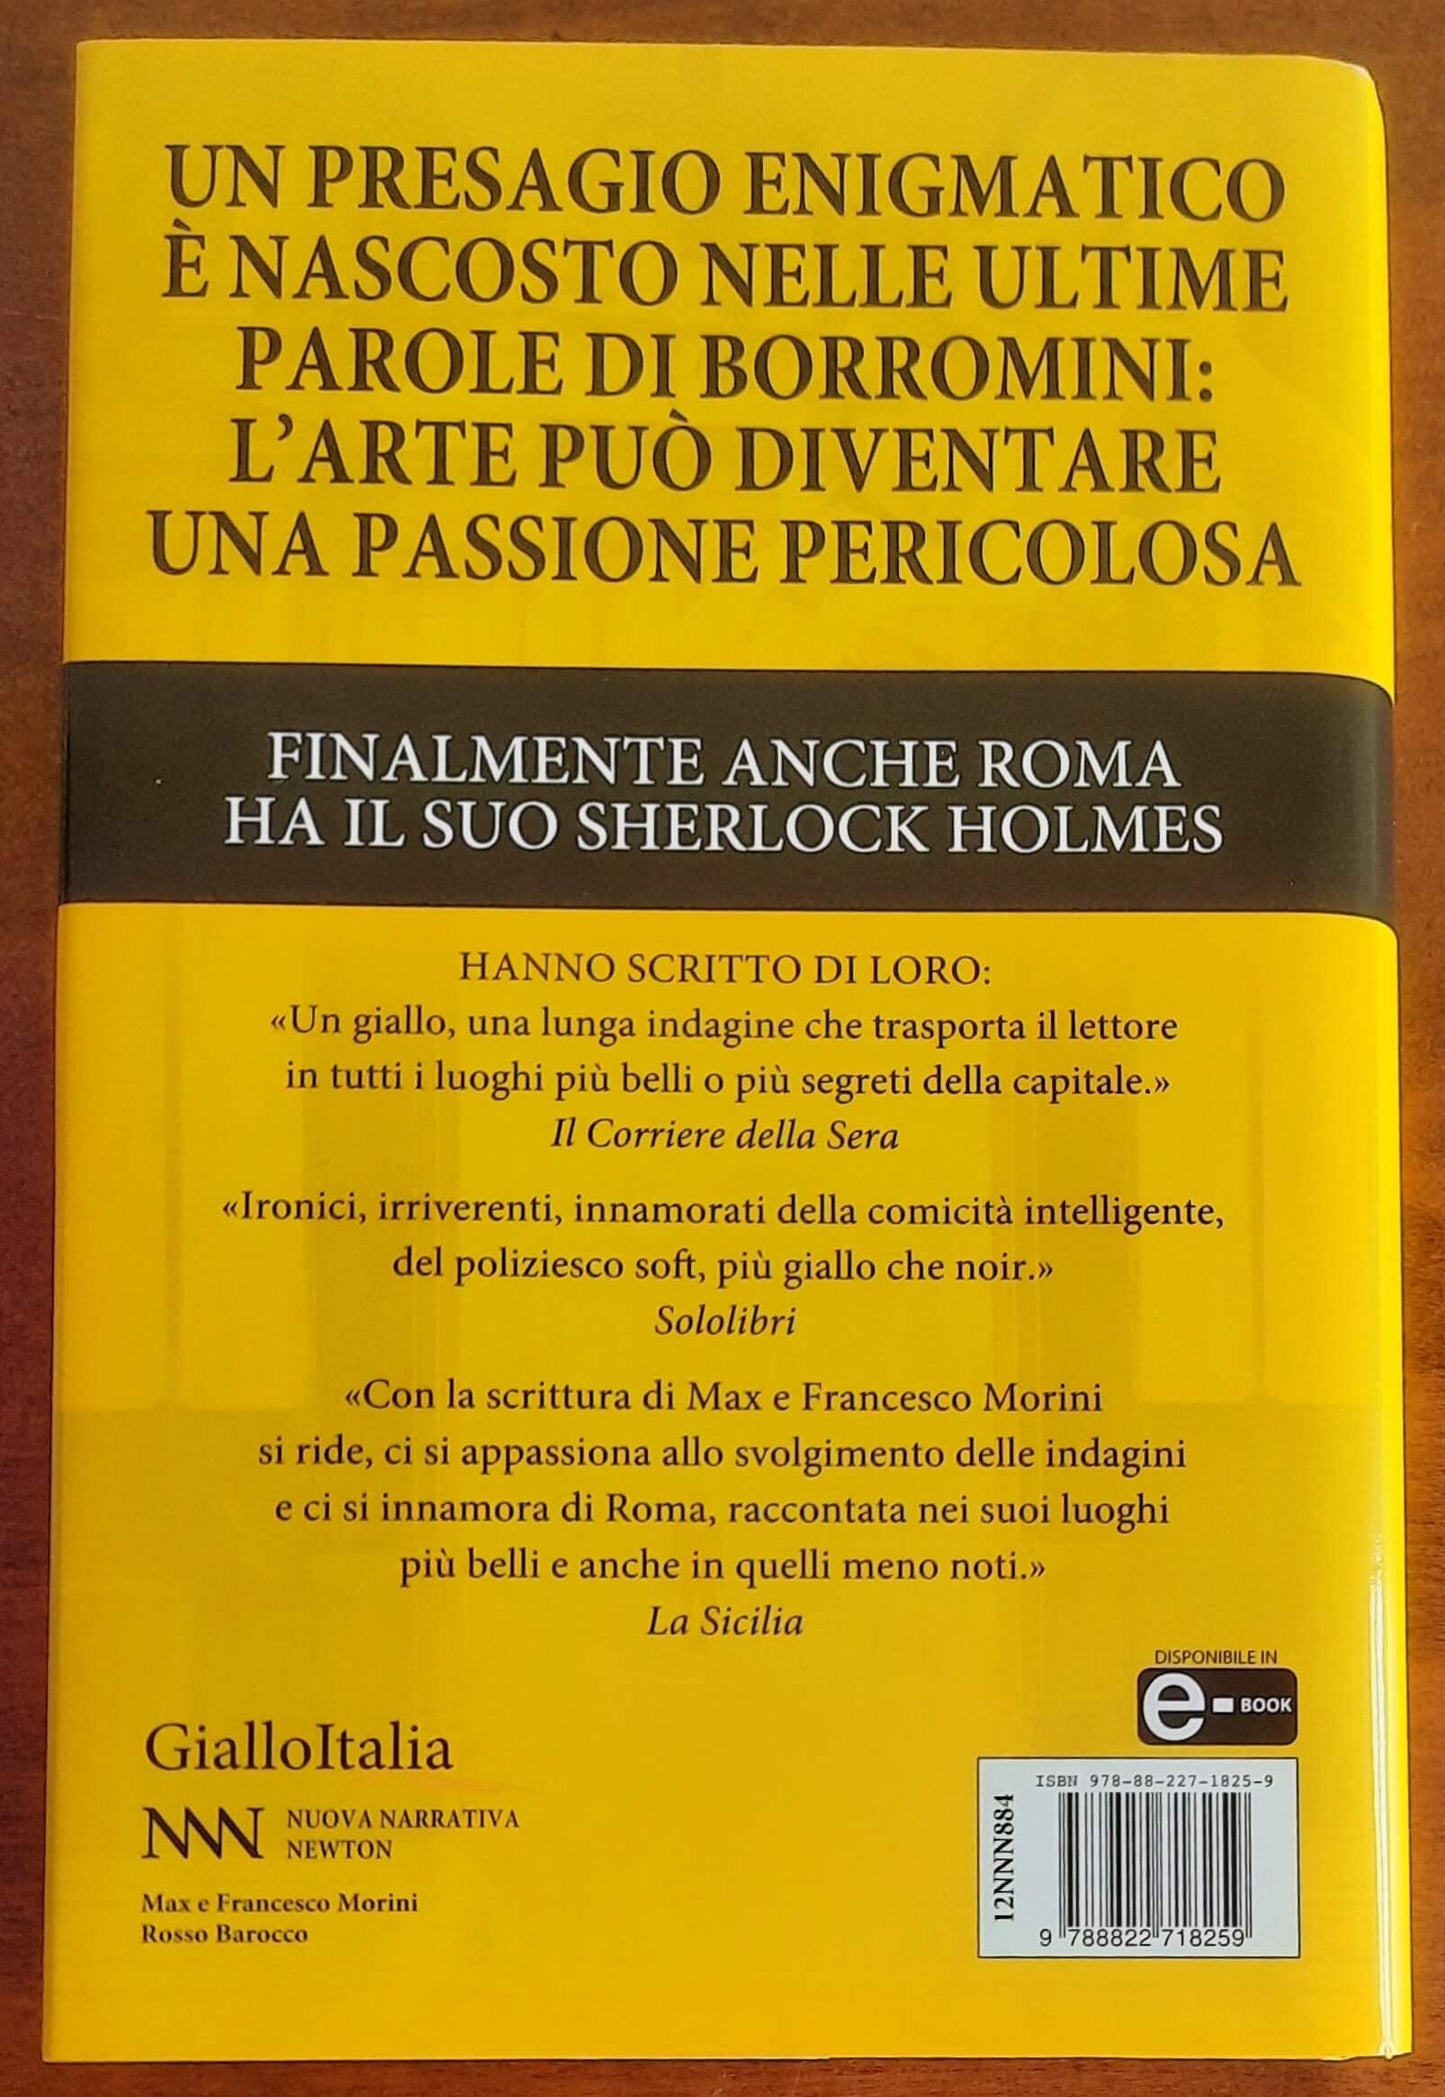 UN PRESAGIO ENIGMATICO
È NASCOSTO NELLE ULTIME
PAROLE DI BORROMINI:
L'ARTE PUÒ DIVENTARE
UNA PASSIONE PERICOLOSA
FINALMENTE ANCHE ROMA
HA IL SUO SHERLOCK HOLMES
HANNO SCRITTO DI LORO:
«Un giallo, una lunga indagine che trasporta il lettore
in tutti i luoghi più belli o più segreti della capitale.»
Il Corriere della Sera
«Ironici, irriverenti, innamorati della comicità intelligente,
del poliziesco soft, più giallo che noir.»
Sololibri
«Con la scrittura di Max e Francesco Morini
si ride, ci si appassiona allo svolgimento delle indagini
e ci si innamora di Roma, raccontata nei suoi luoghi
più belli e anche in quelli meno noti.»
La Sicilia
DISPONIBILE IN
e-BOOK
GialloItalia
NNN NUOVA NARRATIVA
NEWTON
Max e Francesco Morini
Rosso Barocco
ISBN 978-88-227-1825-9
12NNN884
9 788822 718259